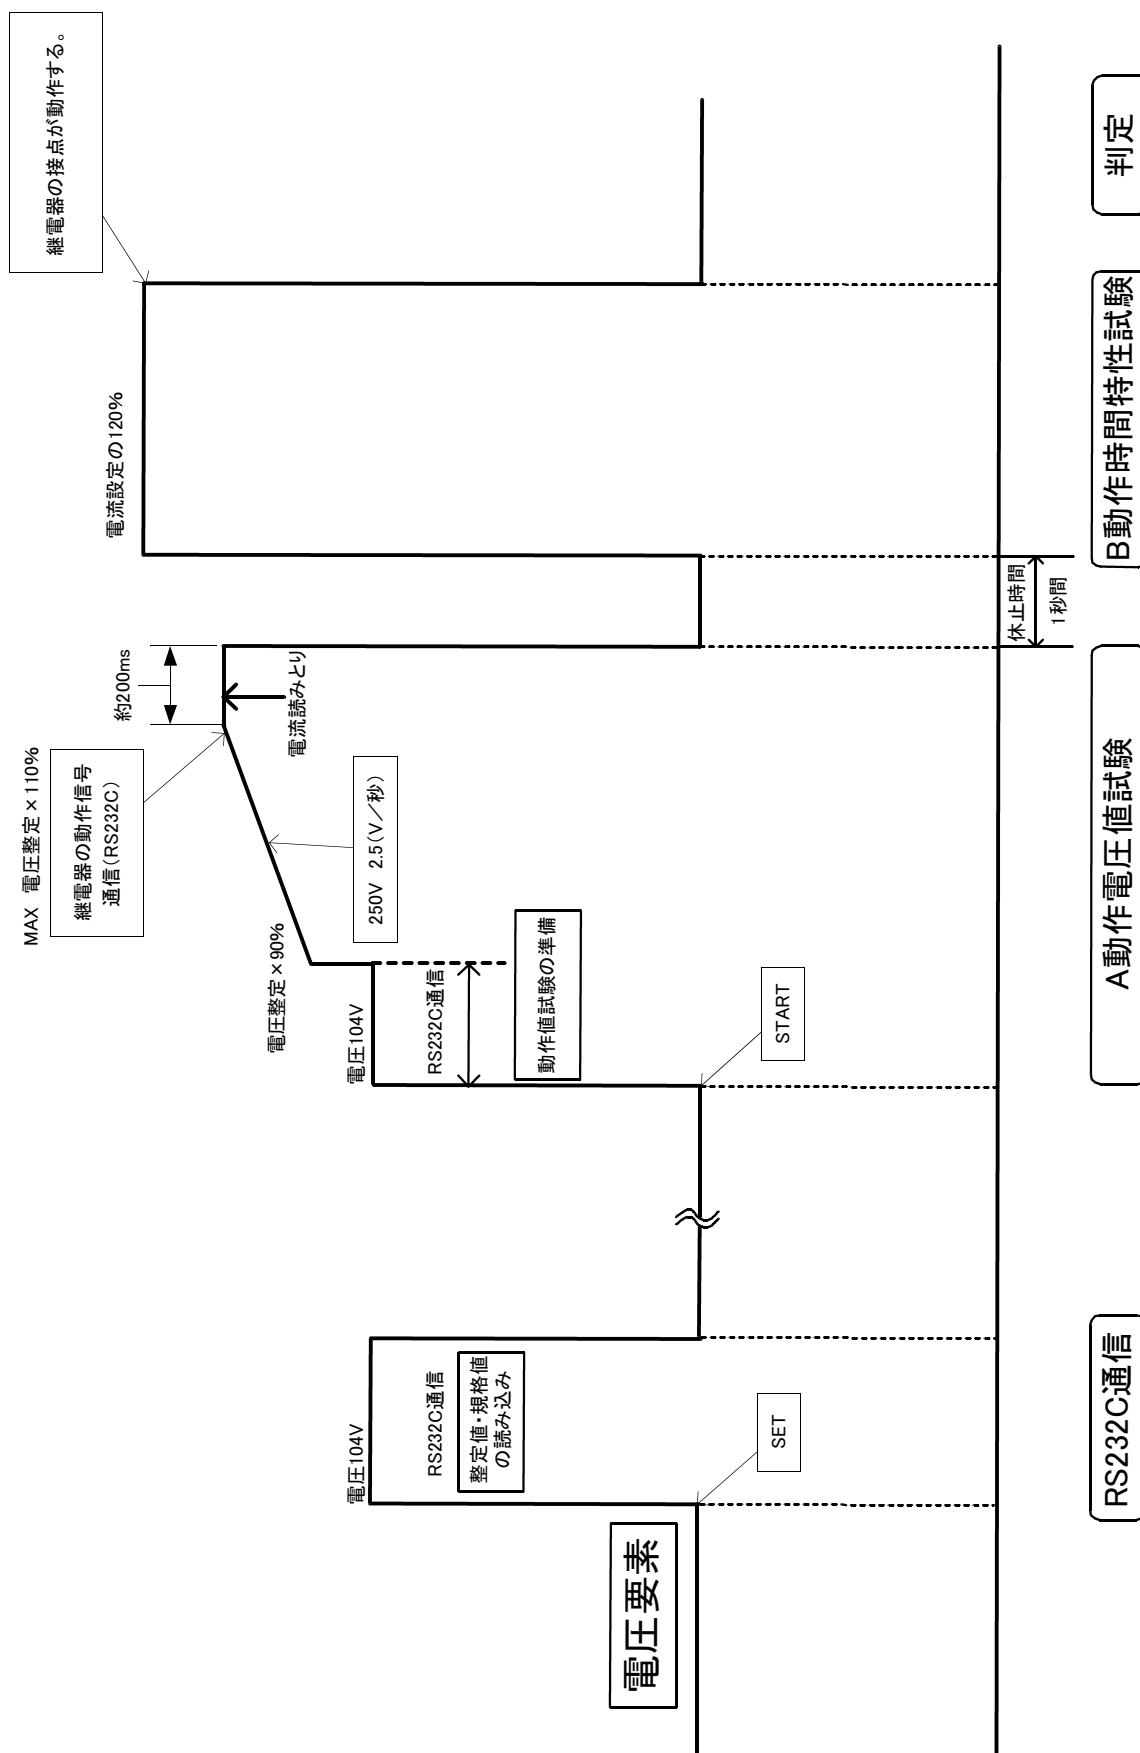 電圧要素
SET
電圧104V
RS232C通信
整定値・規格値
の読み込み
START
電圧104V
RS232C通信
動作値試験の準備
電圧整定×90%
250V 2.5(V/秒)
MAX 電圧整定×110%
継電器の動作信号
通信(RS232C)
約200ms
電流読みとり
休止時間
1秒間
電流設定の120%
継電器の接点が動作する。
RS232C通信
A動作電圧値試験
B動作時間特性試験
判定